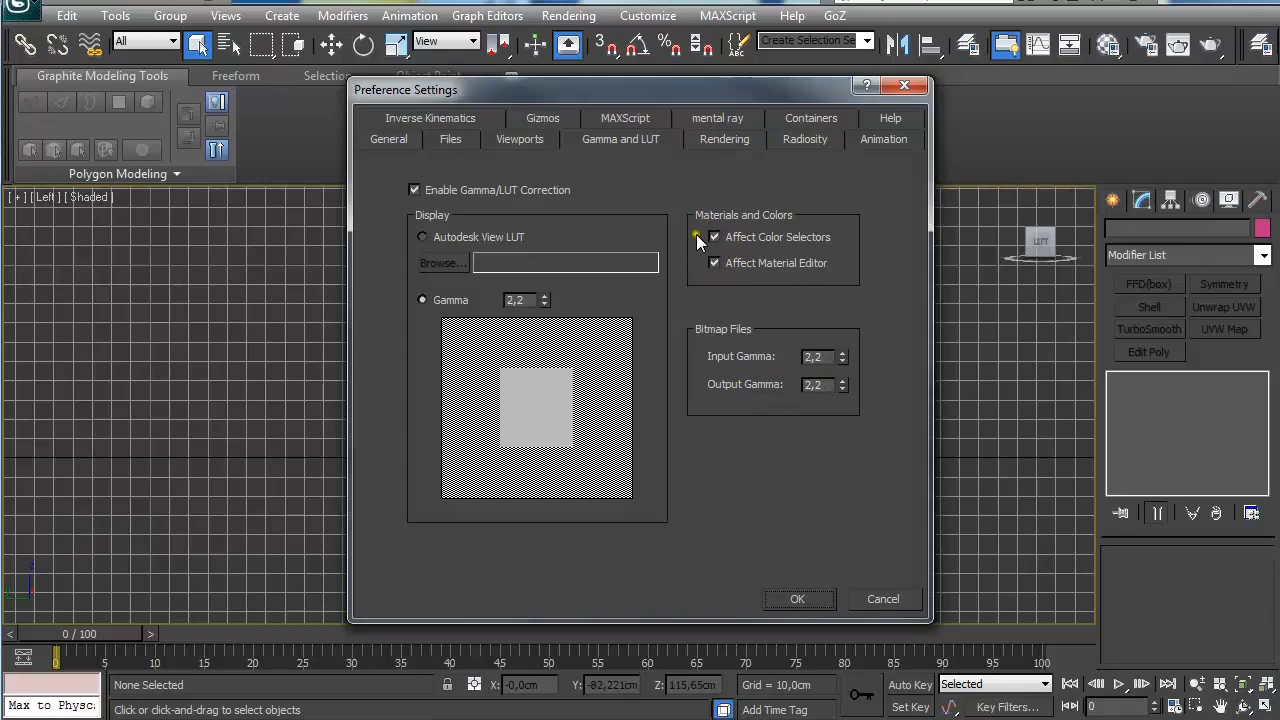 Edit Tools Group Views Create Modifiers Animation Graph Editors Rendering Customize MAXScript Help GoZ
All View Create Selection Se
Graphite Modeling Tools Freeform Selection
Polygon Modeling
Preference Settings
Inverse Kinematics Gizmos MAXScript mental ray Containers Help
General Files Viewports Gamma and LUT Rendering Radiosity Animation
[ + ] [ Left ] [ Shaded ]
Enable Gamma/LUT Correction
Display
Autodesk View LUT
Browse...
Gamma 2,2
Materials and Colors
Affect Color Selectors
Affect Material Editor
Bitmap Files
Input Gamma: 2,2
Output Gamma: 2,2
OK Cancel
LEFT
Modifier List
FFD(box) Symmetry
Shell Unwrap UVW
TurboSmooth UVW Map
Edit Poly
< 0 / 100 >
0 5 10 15 20 25 30 35 40 45 50 55 60 65 70 75 80 85 90 95 100
None Selected X: -0,0cm Y: -82,221cm Z: 115,65cm Grid = 10,0cm Auto Key Selected
Max to Physc Click or click-and-drag to select objects Add Time Tag Set Key Key Filters... 0